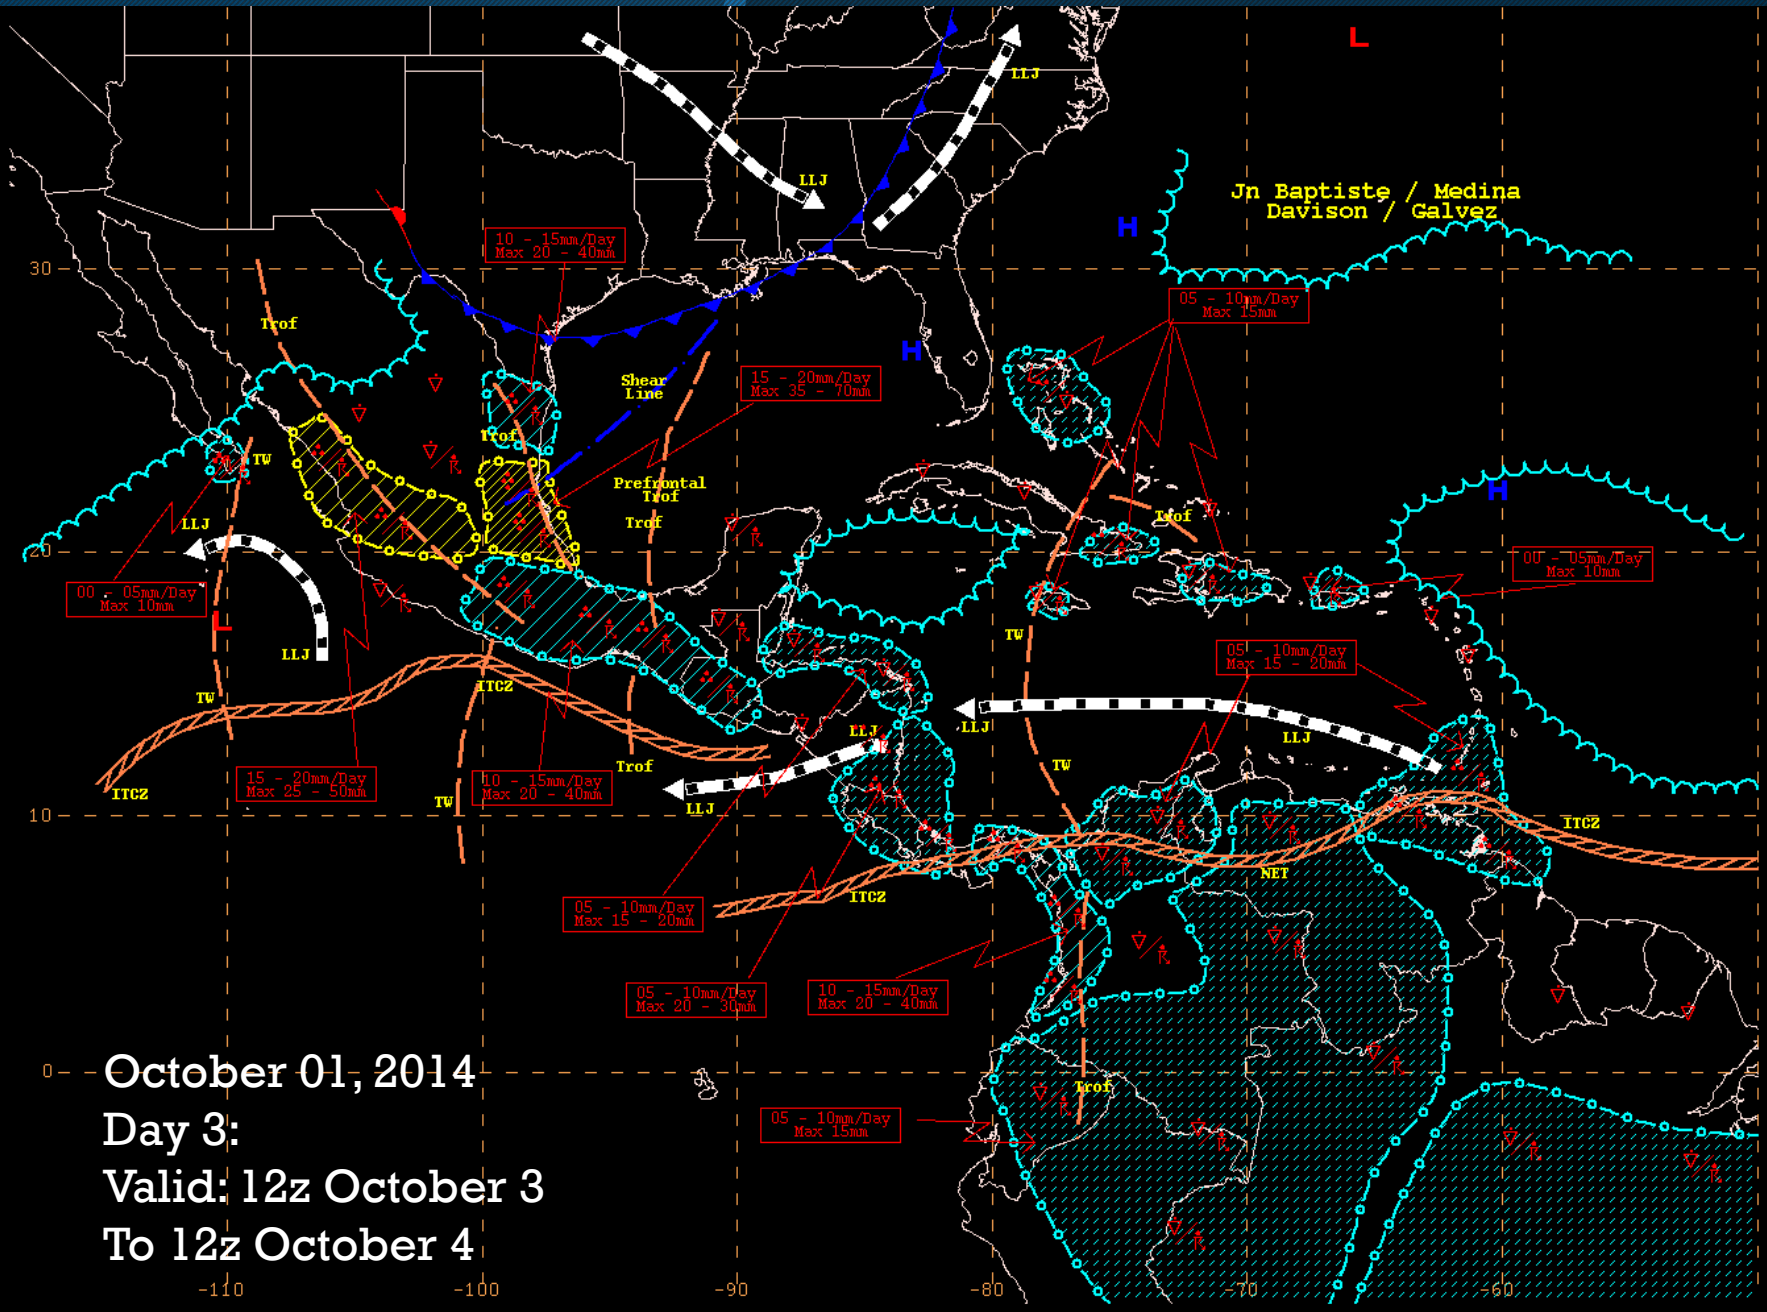 L
LLJ
LLJ
Jn Baptiste / Medina
Davison / Galvez
H
10 - 15mm/Day
Max 20 - 40mm
30
05 - 10mm/Day
Max 15mm
Trof
H
Shear
Line
15 - 20mm/Day
Max 35 - 70mm
Trof
TW
Prefrontal
Trof
H
LLJ
Trof
Trof
20
00 - 05mm/Day
Max 10mm
00 - 05mm/Day
Max 10mm
L
TW
LLJ
05 - 10mm/Day
Max 15 - 20mm
ITCZ
TW
LLJ
LLJ
LLJ
Trof
TW
15 - 20mm/Day
Max 25 - 50mm
10 - 15mm/Day
Max 20 - 40mm
ITCZ
TW
LLJ
10
ITCZ
NET
ITCZ
05 - 10mm/Day
Max 15 - 20mm
05 - 10mm/Day
Max 20 - 30mm
10 - 15mm/Day
Max 20 - 40mm
0
October 01, 2014
Trof
Day 3:
05 - 10mm/Day
Max 15mm
Valid: 12z October 3
To 12z October 4
-110
-100
-90
-80
-70
-60